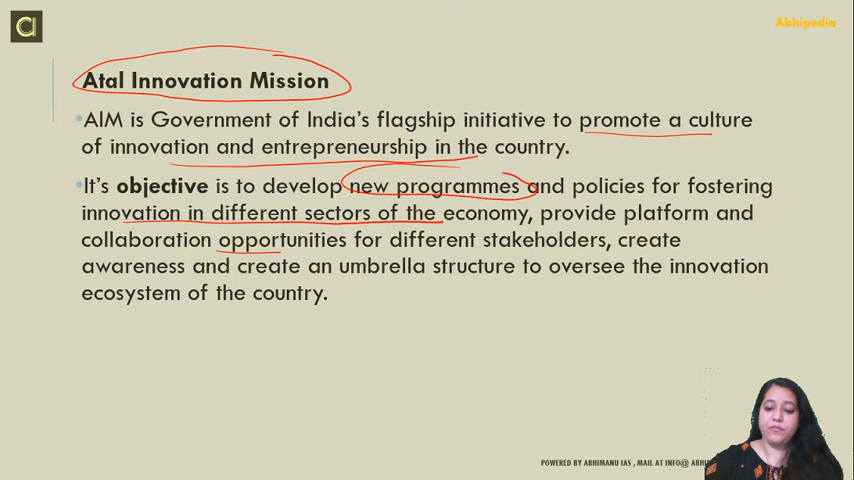 Abhipedia
Atal Innovation Mission
•AIM is Government of India's flagship initiative to promote a culture
of innovation and entrepreneurship in the country.
•It's objective is to develop new programmes and policies for fostering
innovation in different sectors of the economy, provide platform and
collaboration opportunities for different stakeholders, create
awareness and create an umbrella structure to oversee the innovation
ecosystem of the country.
POWERED BY ABHIMANU IAS , MAIL AT INFO@